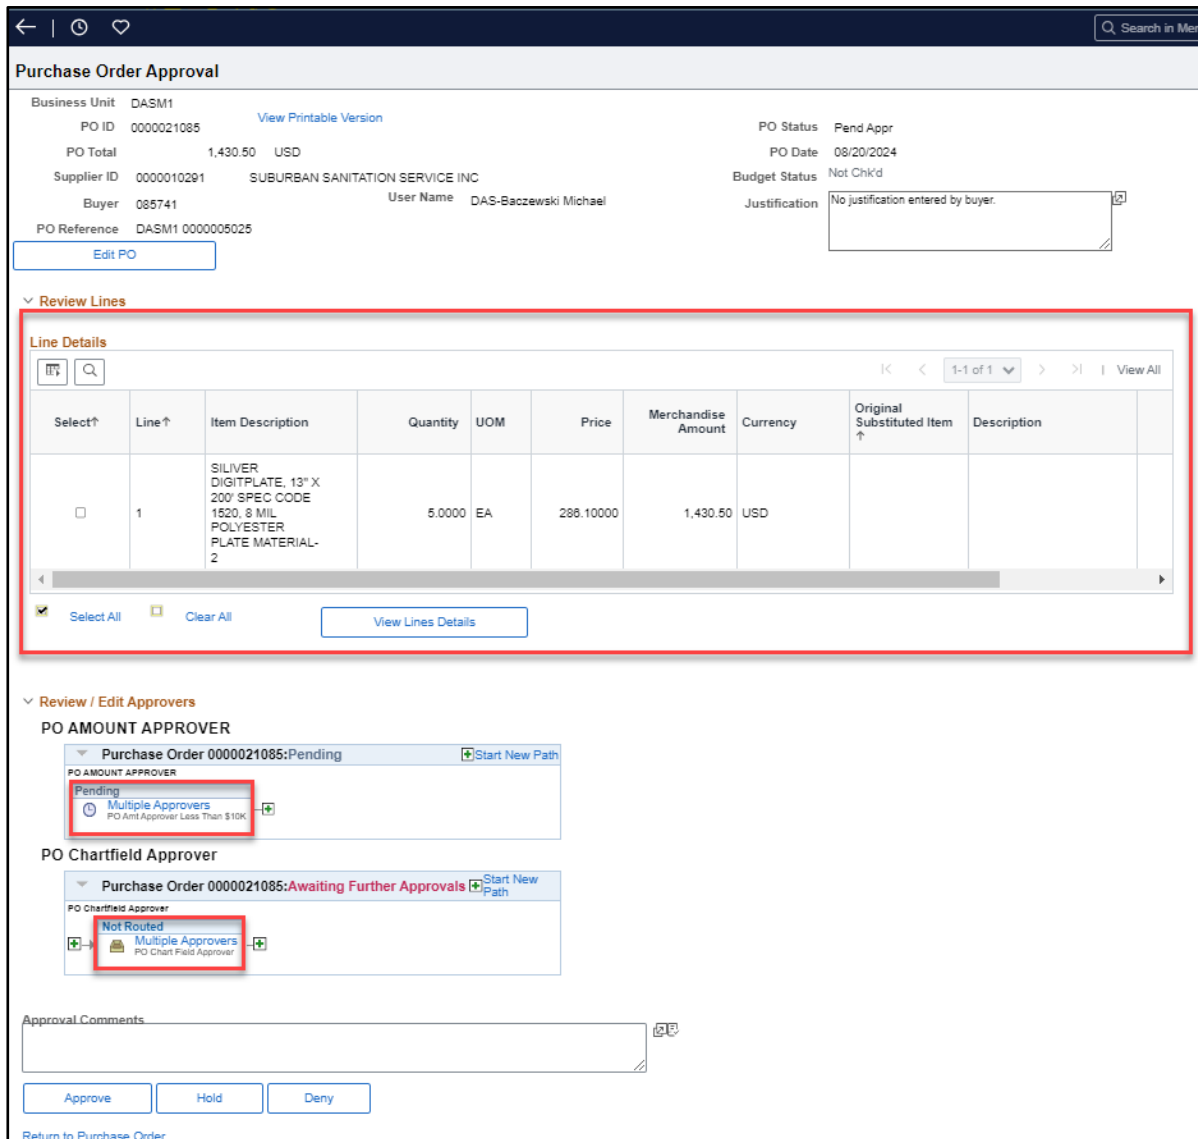 Search in Mer
Purchase Order Approval
Business Unit DASM1
PO ID 0000021085 View Printable Version
PO Total 1,430.50 USD
Supplier ID 0000010291 SUBURBAN SANITATION SERVICE INC
Buyer 085741 User Name DAS-Baczewski Michael
PO Reference DASM1 0000005025
PO Status Pend Appr
PO Date 08/20/2024
Budget Status Not Chk'd
Justification No justification entered by buyer.
Edit PO
Review Lines
Line Details
1-1 of 1 | View All
Select↑ Line↑ Item Description Quantity UOM Price Merchandise Amount Currency Original Substituted Item ↑ Description
1 SILIVER
DIGITPLATE, 13" X
200' SPEC CODE
1520, 8 MIL
POLYESTER
PLATE MATERIAL-
2
5.0000 EA 286.10000 1,430.50 USD
Select All Clear All View Lines Details
Review / Edit Approvers
PO AMOUNT APPROVER
Purchase Order 0000021085:Pending Start New Path
PO AMOUNT APPROVER
Pending
Multiple Approvers
PO Amt Approver Less Than $10K
PO Chartfield Approver
Purchase Order 0000021085:Awaiting Further Approvals Start New Path
PO Chartfield Approver
Not Routed
Multiple Approvers
PO Chart Field Approver
Approval Comments
Approve Hold Deny
Return to Purchase Order